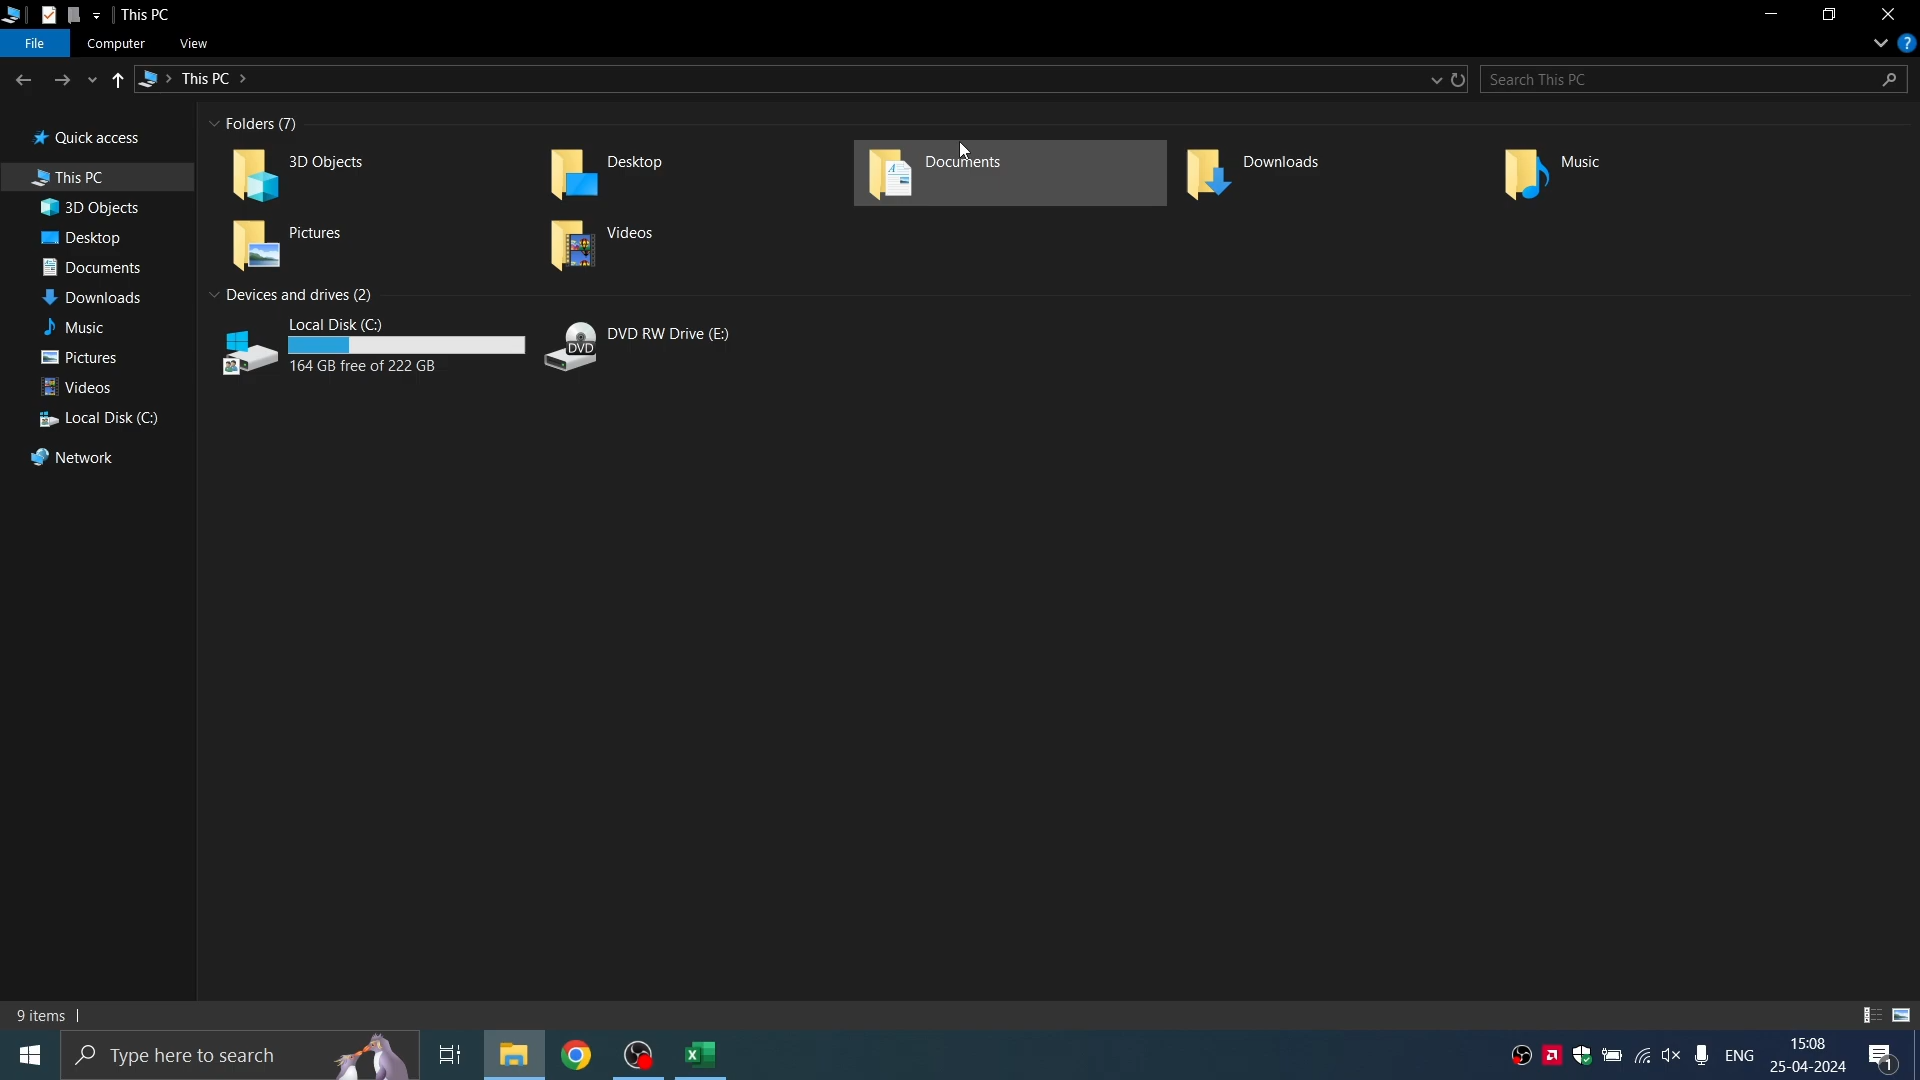 This PC
File Computer View
This PC
Search This PC
Quick access
This PC
3D Objects
Desktop
Documents
Downloads
Music
Pictures
Videos
Local Disk (C:)
Network
Folders (7)
3D Objects
Desktop
Documents
Downloads
Music
Pictures
Videos
Devices and drives (2)
Local Disk (C:)
164 GB free of 222 GB
DVD
DVD RW Drive (E:)
9 items
Type here to search
ENG
15:08
25-04-2024
1